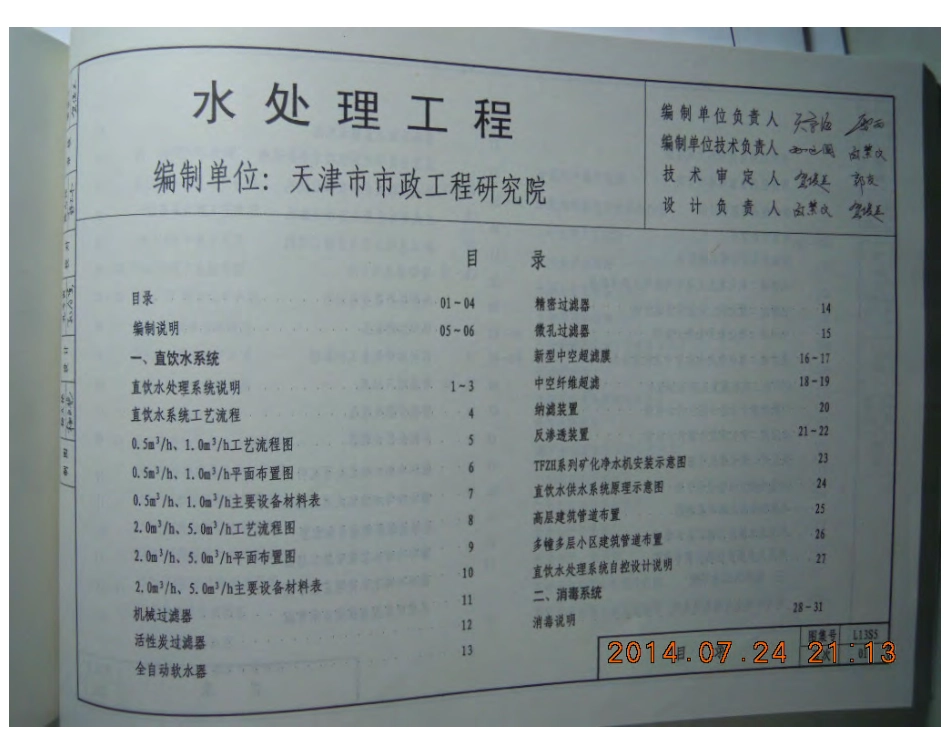 水处理工程
编制单位：天津市市政工程研究院
编制单位负责人
编制单位技术负责人
技术审定人
设计负责人
目 录
目录 01-04
编制说明 05-06
一、直饮水系统
直饮水处理系统说明 1-3
直饮水系统工艺流程 4
0.5m³/h、1.0m³/h工艺流程图 5
0.5m³/h、1.0m³/h平面布置图 6
0.5m³/h、1.0m³/h主要设备材料表 7
2.0m³/h、5.0m³/h工艺流程图 8
2.0m³/h、5.0m³/h平面布置图 9
2.0m³/h、5.0m³/h主要设备材料表 10
机械过滤器 11
活性炭过滤器 12
全自动软水器 13
精密过滤器 14
微孔过滤器 15
新型中空超滤膜 16-17
中空纤维超滤 18-19
纳滤装置 20
反渗透装置 21-22
TFZH系列矿化净水机安装示意图 23
直饮水供水系统原理示意图 24
高层建筑管道布置 25
多幢多层小区建筑管道布置 26
直饮水处理系统自控设计说明 27
二、消毒系统
消毒说明 28-31
图集号 L13S5
2014.07.24 21:13